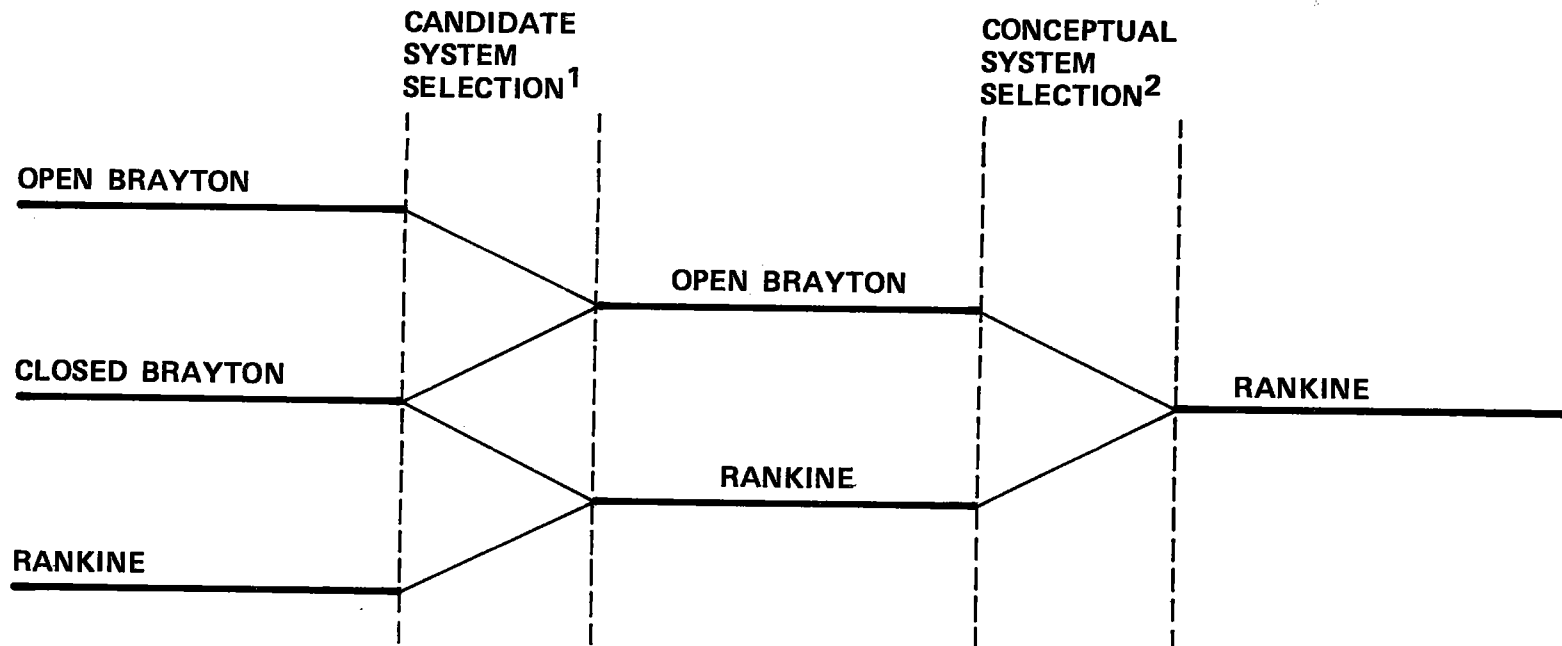 CANDIDATE
SYSTEM
SELECTION1
CONCEPTUAL
SYSTEM
SELECTION2
OPEN BRAYTON
OPEN BRAYTON
CLOSED BRAYTON
RANKINE
RANKINE
RANKINE